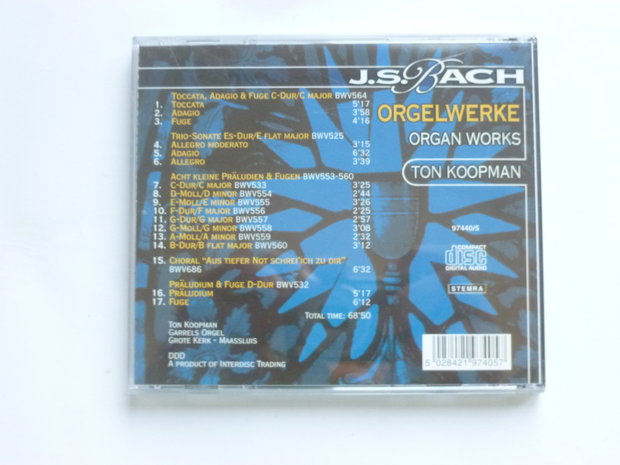 J.S. BACH
ORGELWERKE
ORGAN WORKS
TON KOOPMAN
TOCCATA, ADAGIO & FUGE C-DUR/C MAJOR BWV564
1. TOCCATA 5'17
2. ADAGIO 3'58
3. FUGE 4'16
TRIO-SONATE ES-DUR/E FLAT MAJOR BWV525
4. ALLEGRO MODERATO 3'15
5. ADAGIO 6'32
6. ALLEGRO 3'39
ACHT KLEINE PRÄLUDIEN & FUGEN BWV553-560
7. C-DUR/C MAJOR BWV533 3'25
8. D-MOLL/D MINOR BWV554 2'44
9. E-MOLL/E MINOR BWV555 3'26
10. F-DUR/F MAJOR BWV556 2'25
11. G-DUR/G MAJOR BWV557 2'57
12. G-MOLL/G MINOR BWV558 3'08
13. A-MOLL/A MINOR BWV559 2'32
14. B-DUR/B FLAT MAJOR BWV560 3'12
15. CHORAL "AUS TIEFER NOT SCHREI'ICH ZU DIR"
BWV686 6'32
PRÄLUDIUM & FUGE D-DUR BWV532
16. PRÄLUDIUM 5'17
17. FUGE 6'12
TOTAL TIME: 68'50
TON KOOPMAN
GARRELS ORGEL
GROTE KERK - MAASSLUIS
DDD
A PRODUCT OF INTERDISC TRADING
97440/5
COMPACT
disc
DIGITAL AUDIO
STEMRA
5 028421 974057